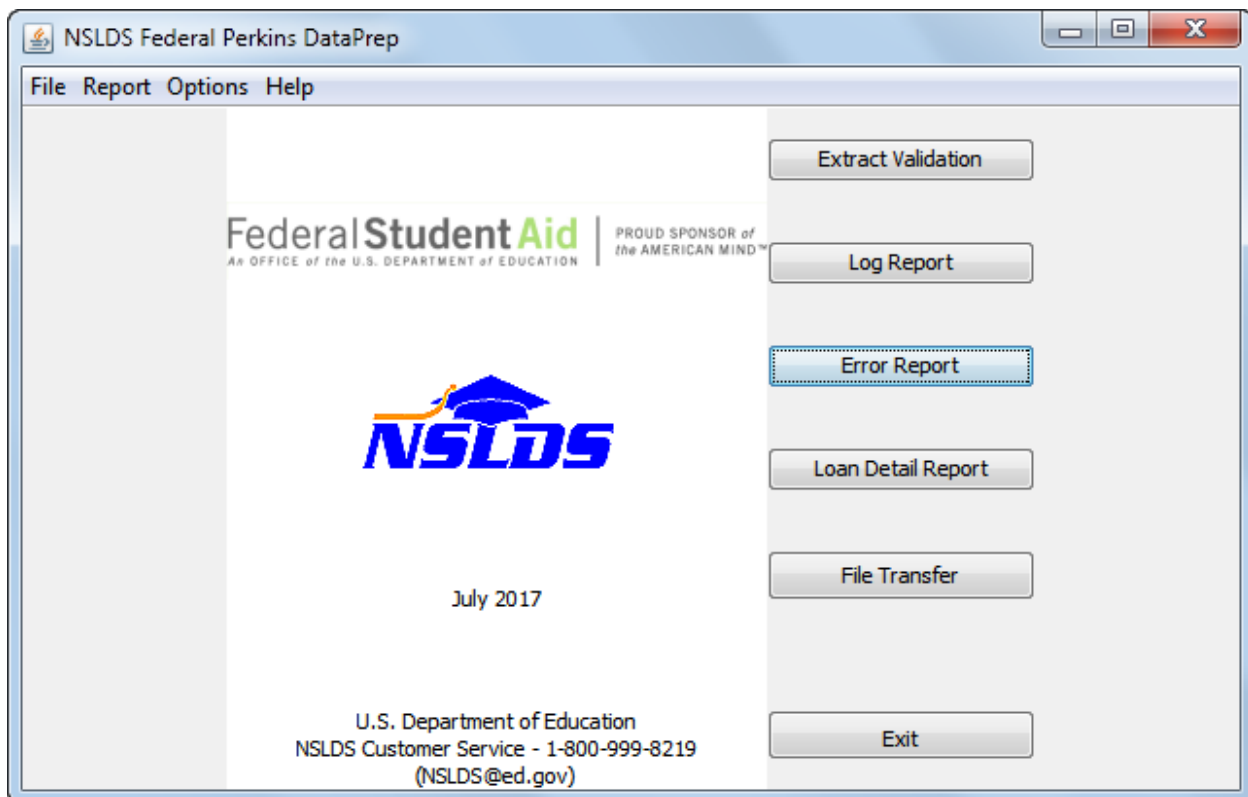 NSLDS Federal Perkins DataPrep
File Report Options Help
Extract Validation
Federal Student Aid
An OFFICE of the U.S. DEPARTMENT of EDUCATION
PROUD SPONSOR of
the AMERICAN MIND™
Log Report
Error Report
NSLDS
Loan Detail Report
File Transfer
July 2017
U.S. Department of Education
NSLDS Customer Service - 1-800-999-8219
(NSLDS@ed.gov)
Exit